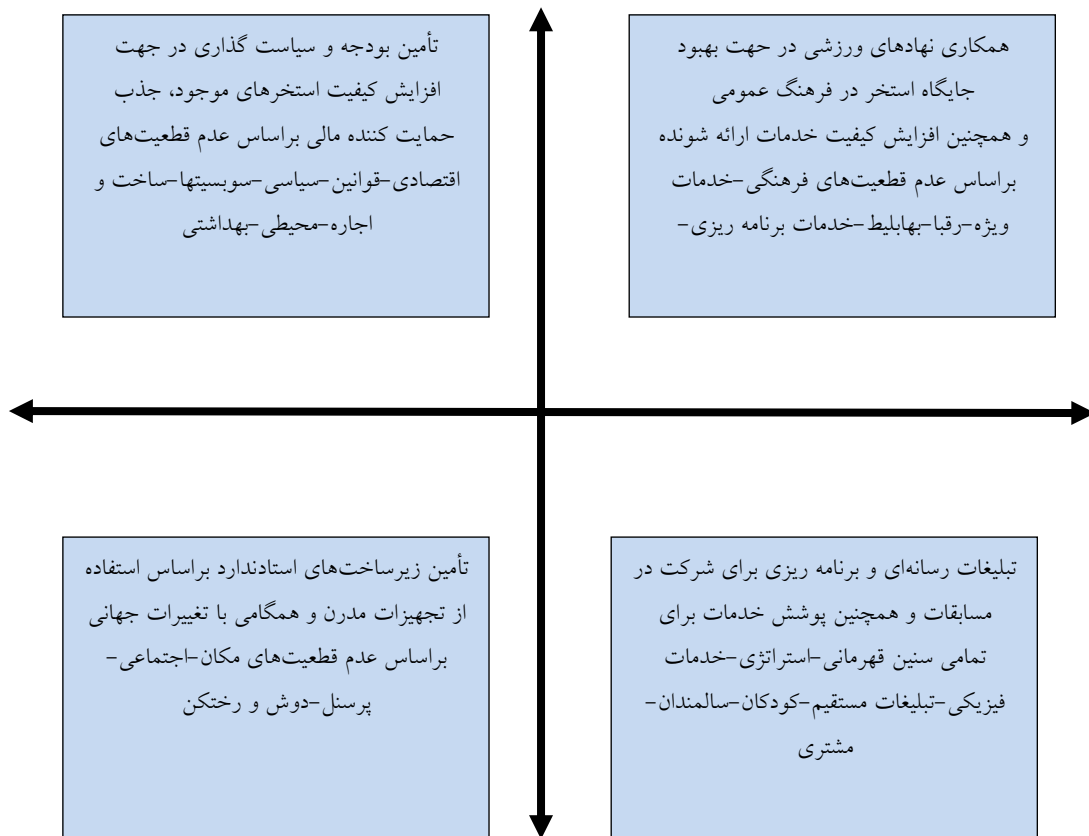 همکاری نهادهای ورزشی در حهت بهبود
جایگاه استخر در فرهنگ عمومی
و همچنین افزایش کیفیت خدمات ارائه شونده
براساس عدم قطعیت‌های فرهنگی-خدمات
ویژه-رقبا-بهابلیط-خدمات برنامه ریزی-
تأمین بودجه و سیاست گذاری در جهت
افزایش کیفیت استخرهای موجود، جذب
حمایت کننده مالی براساس عدم قطعیت‌های
اقتصادی-قوانین-سیاسی-سوبسیتها-ساخت و
اجاره-محیطی-بهداشتی
تبلیغات رسانه‌ای و برنامه ریزی برای شرکت در
مسابقات و همچنین پوشش خدمات برای
تمامی سنین قهرمانی-استراتژی-خدمات
فیزیکی-تبلیغات مستقیم-کودکان-سالمندان-
مشتری
تأمین زیرساخت‌های استادندارد براساس استفاده
از تجهیزات مدرن و همگامی با تغییرات جهانی
براساس عدم قطعیت‌های مکان-اجتماعی-
پرسنل-دوش و رختکن